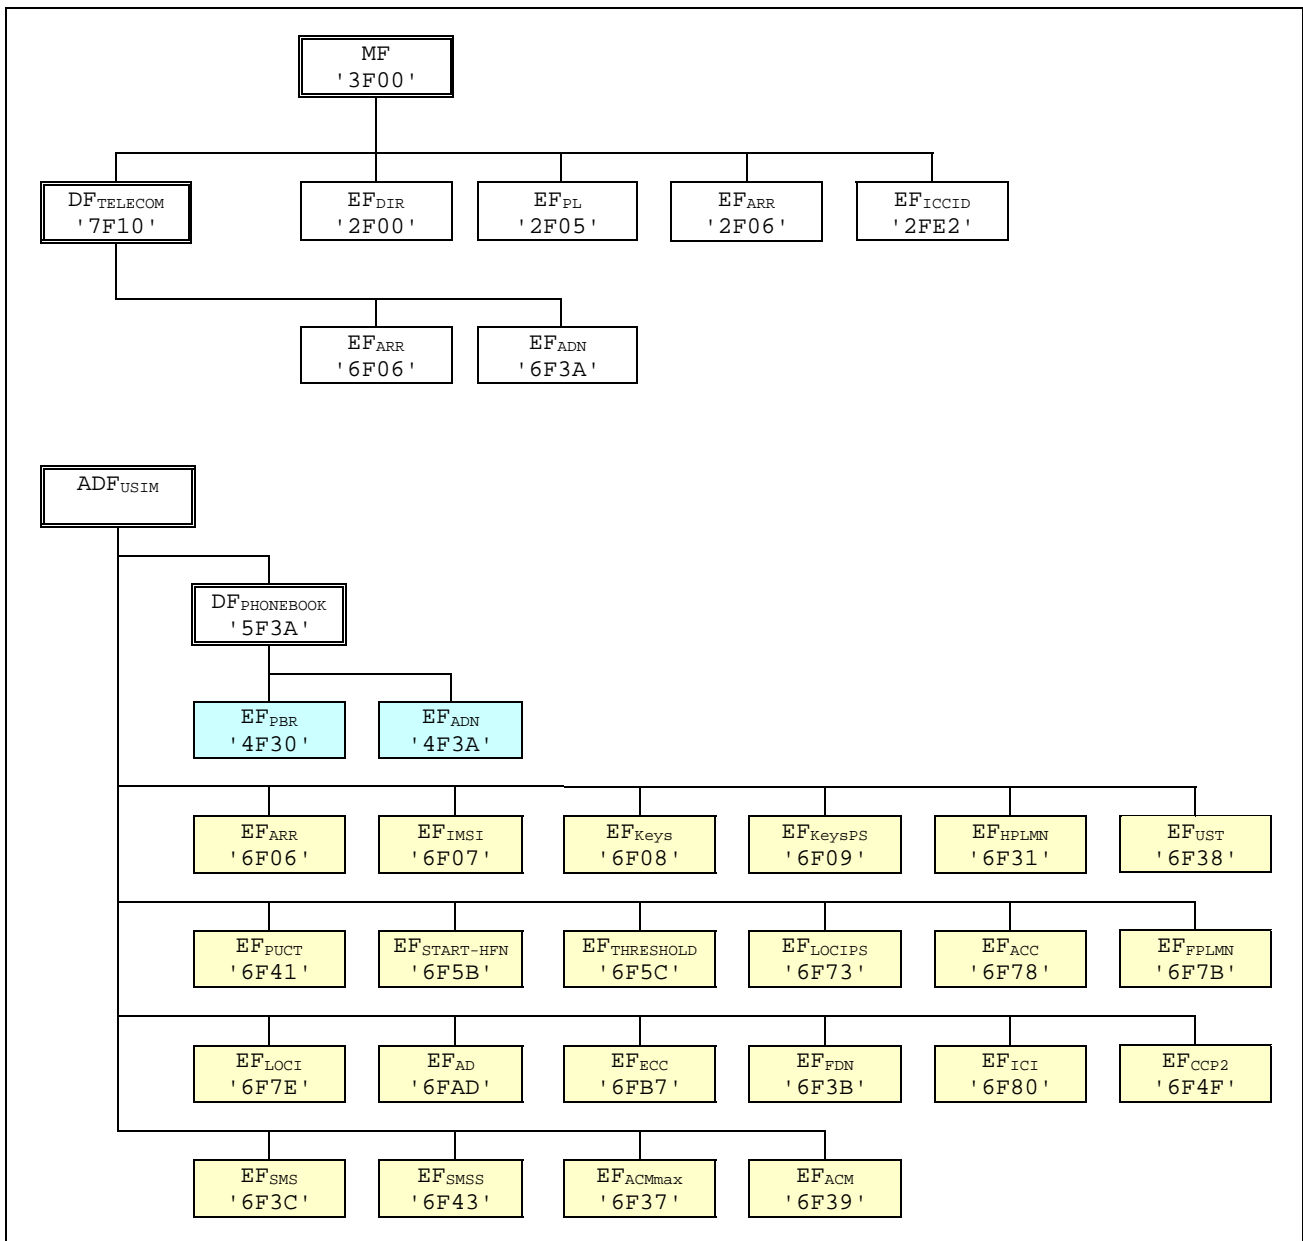 MF
'3F00'
DFTELECOM
'7F10'
EFDIR
'2F00'
EFPL
'2F05'
EFARR
'2F06'
EFICCID
'2FE2'
EFARR
'6F06'
EFADN
'6F3A'
ADFUSIM
DFPHONEBOOK
'5F3A'
EFPBR
'4F30'
EFADN
'4F3A'
EFARR
'6F06'
EFIMSI
'6F07'
EFKeys
'6F08'
EFKeysPS
'6F09'
EFHPLMN
'6F31'
EFUST
'6F38'
EFPUCT
'6F41'
EFSTART-HFN
'6F5B'
EFTHRESHOLD
'6F5C'
EFLOCIPS
'6F73'
EFACC
'6F78'
EFFPLMN
'6F7B'
EFLOCI
'6F7E'
EFAD
'6FAD'
EFECC
'6FB7'
EFFDN
'6F3B'
EFICI
'6F80'
EFCCP2
'6F4F'
EFSMS
'6F3C'
EFSMSS
'6F43'
EFACMmax
'6F37'
EFACM
'6F39'